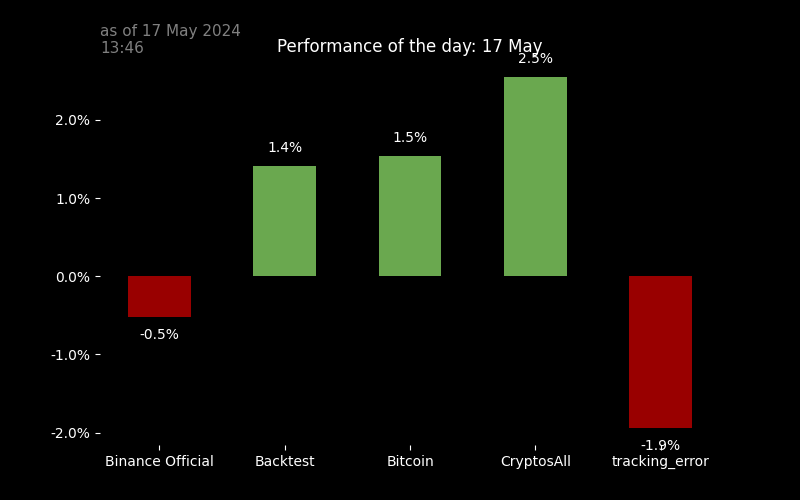 as of 17 May 2024
13:46
Performance of the day: 17 May
2.5%
2.0%
1.5%
1.4%
1.0%
0.0%
-0.5%
-1.0%
-2.0%
-1.9%
Binance Official
Backtest
Bitcoin
CryptosAll
tracking_error